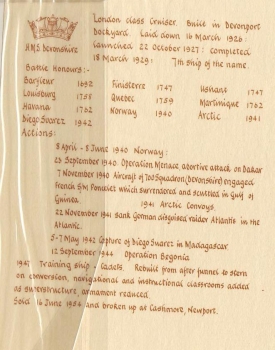 London class Cruiser. Built in Devonport
Dockyard. Laid down 16 March 1926:
launched 22 October 1927: completed
18 March 1929: 7th ship of the name.
H.M.S. Devonshire
Battle Honours:-
Barfleur 1692 Finisterre 1747 Ushant 1747
Louisburg 1758 Quebec 1759 Martinique 1762
Havana 1762 Norway 1940 Arctic 1941
Diego Suarez 1942
Actions:
8 April - 8 June 1940 Norway:
23 September 1940. Operation Menace, abortive attack on Dakar
7 November 1940 Aircraft of 700 Squadron (Devonshire) engaged
French S/M Poncelet which surrendered and scuttled in Gulf of
Guinea. 1941 Arctic Convoys.
22 November 1941 sank German disguised raider Atlantis in the
Atlantic.
5-7 May 1942 Capture of Diego Suarez in Madagascar
12 September 1944 Operation Begonia
1947 Training ship Cadets. Rebuilt from after funnel to stern
on conversion, navigational and instructional classrooms added
as superstructure, armament reduced.
Sold 16 June 1954 and broken up at Cashmore, Newport.